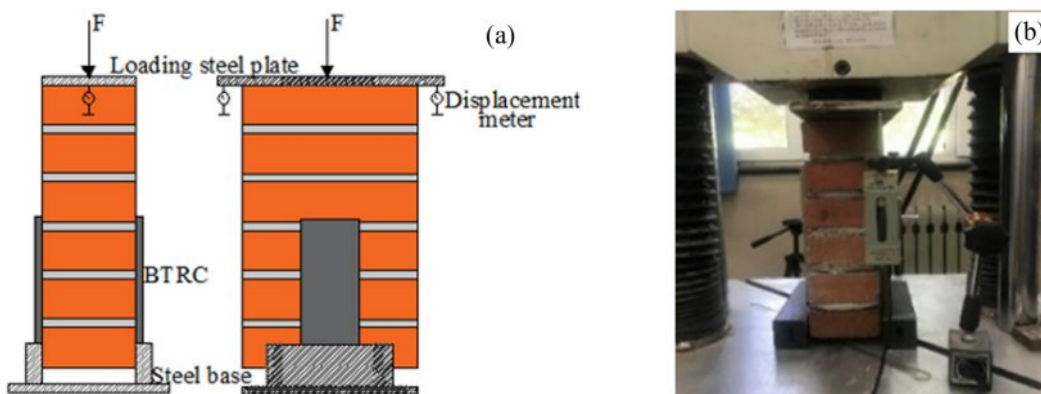 F
F
(a)
Loading steel plate
Displacement
meter
BTRC
Steel base
(b)